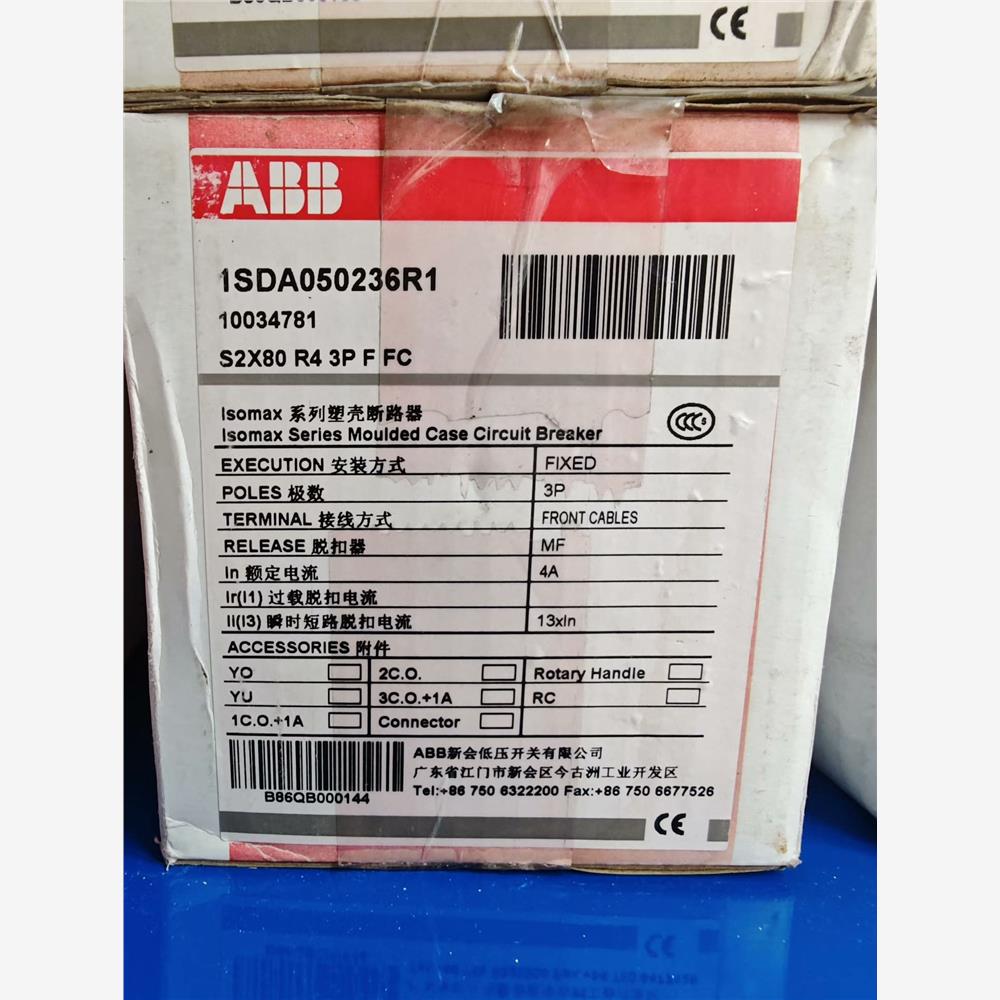 CE
ABB
1SDA050236R1
10034781
S2X80 R4 3P F FC
Isomax 系列塑壳断路器
Isomax Series Moulded Case Circuit Breaker
CCC S
EXECUTION 安装方式 FIXED
POLES 极数 3P
TERMINAL 接线方式 FRONT CABLES
RELEASE 脱扣器 MF
In 额定电流 4A
Ir(I1) 过载脱扣电流
Ii(I3) 瞬时短路脱扣电流 13xIn
ACCESSORIES 附件
YO 2C.O. Rotary Handle
YU 3C.O.+1A RC
1C.O.+1A Connector
ABB新会低压开关有限公司
广东省江门市新会区今古洲工业开发区
Tel:+86 750 6322200 Fax:+86 750 6677526
B86QB000144
CE